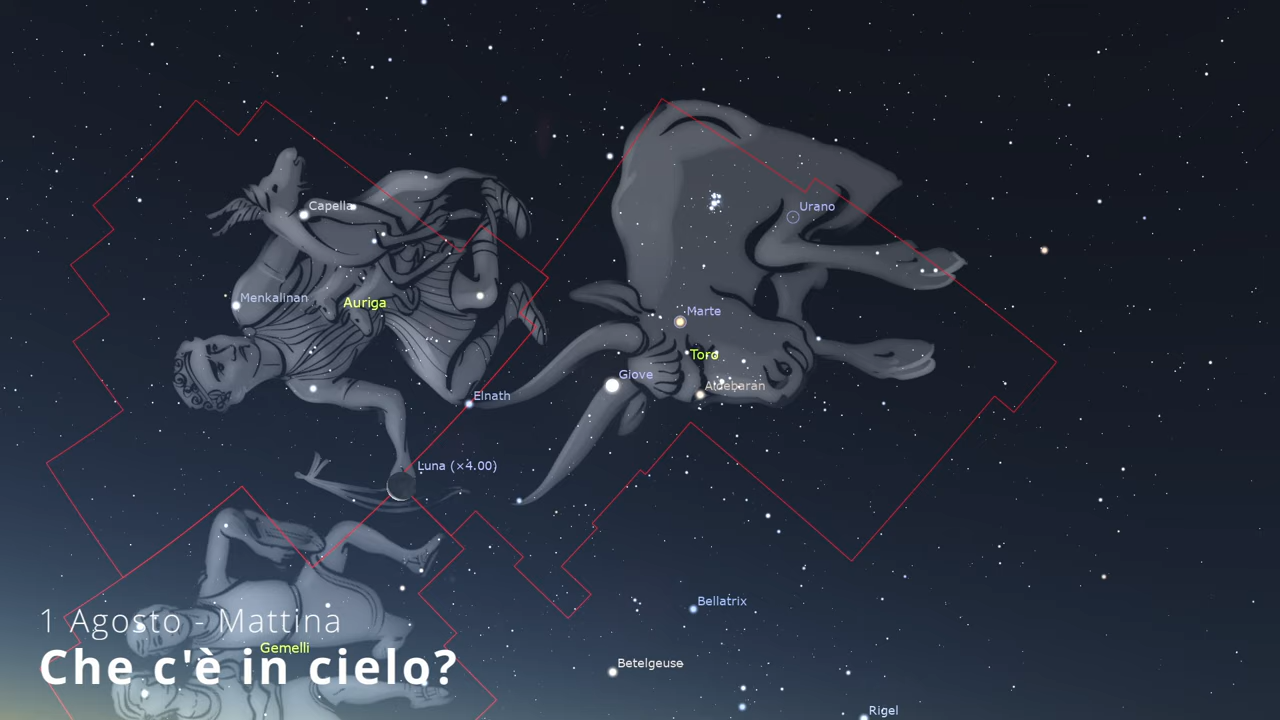 Urano
Capella
Menkalinan
Auriga
Marte
Toro
Giove
Aldebaran
Elnath
Luna (×4.00)
Bellatrix
1 Agosto - Mattina
Gemelli
Che c'è in cielo?
Betelgeuse
Rigel